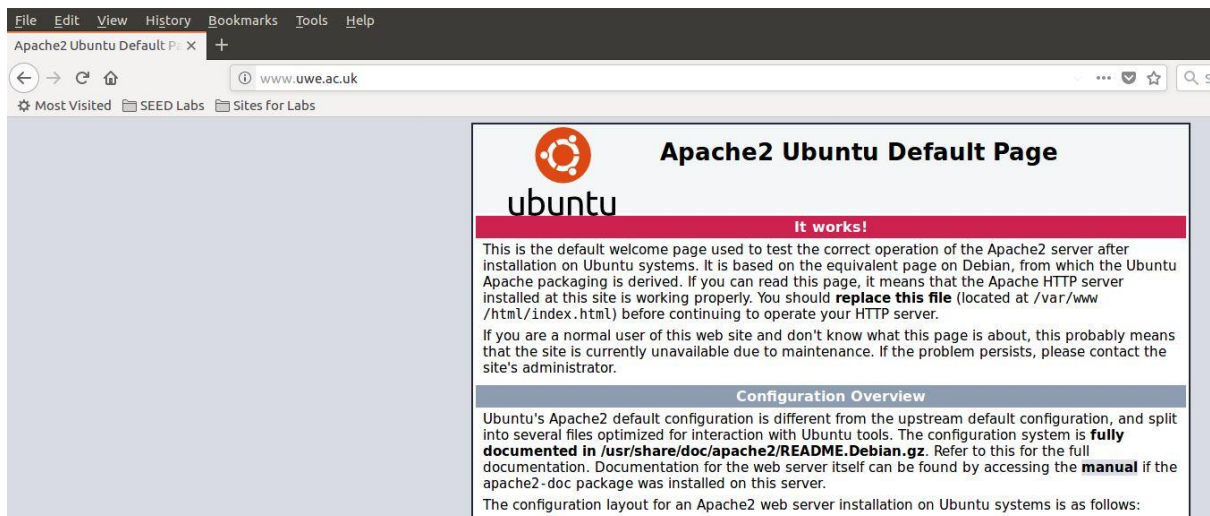 File Edit View History Bookmarks Tools Help
Apache2 Ubuntu Default P
www.uwe.ac.uk
Most Visited SEED Labs Sites for Labs
Apache2 Ubuntu Default Page
ubuntu
It works!
This is the default welcome page used to test the correct operation of the Apache2 server after
installation on Ubuntu systems. It is based on the equivalent page on Debian, from which the Ubuntu
Apache packaging is derived. If you can read this page, it means that the Apache HTTP server
installed at this site is working properly. You should replace this file (located at /var/www
/html/index.html) before continuing to operate your HTTP server.
If you are a normal user of this web site and don't know what this page is about, this probably means
that the site is currently unavailable due to maintenance. If the problem persists, please contact the
site's administrator.
Configuration Overview
Ubuntu's Apache2 default configuration is different from the upstream default configuration, and split
into several files optimized for interaction with Ubuntu tools. The configuration system is fully
documented in /usr/share/doc/apache2/README.Debian.gz. Refer to this for the full
documentation. Documentation for the web server itself can be found by accessing the manual if the
apache2-doc package was installed on this server.
The configuration layout for an Apache2 web server installation on Ubuntu systems is as follows: